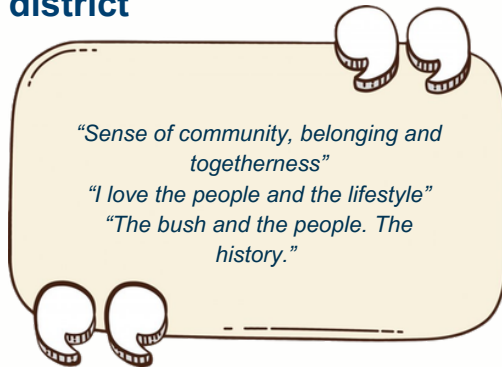 district
“Sense of community, belonging and
togetherness”
“I love the people and the lifestyle”
“The bush and the people. The
history.”